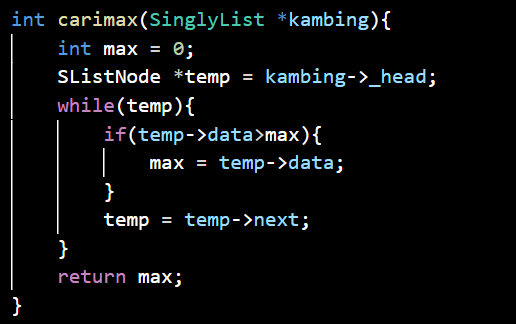 int carimax(SinglyList *kambing){
    int max = 0;
    SListNode *temp = kambing->_head;
    while(temp){
        if(temp->data>max){
            max = temp->data;
        }
        temp = temp->next;
    }
    return max;
}